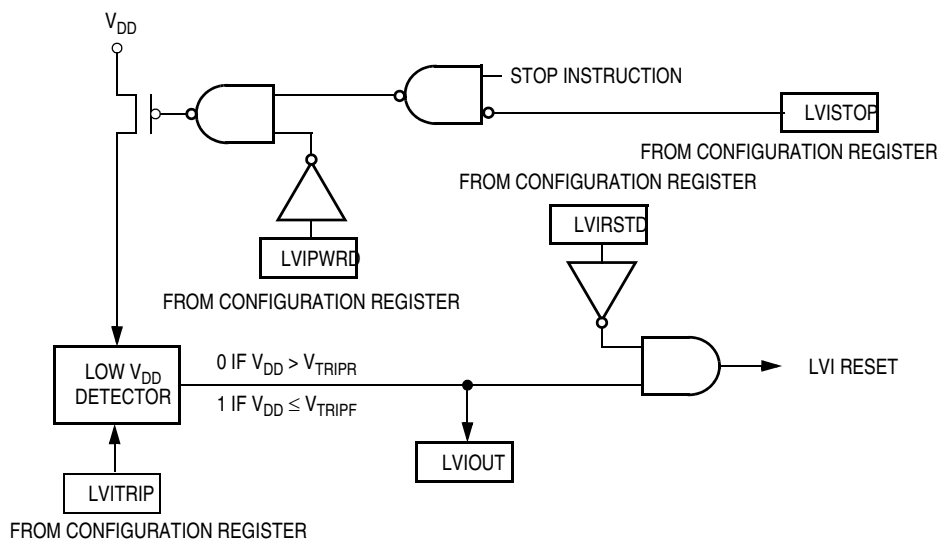 VDD
STOP INSTRUCTION
LVISTOP
FROM CONFIGURATION REGISTER
FROM CONFIGURATION REGISTER
LVIRSTD
LVIPWRD
FROM CONFIGURATION REGISTER
LOW VDD
DETECTOR
0 IF VDD > VTRIPR
1 IF VDD ≤ VTRIPF
LVI RESET
LVIOUT
LVITRIP
FROM CONFIGURATION REGISTER